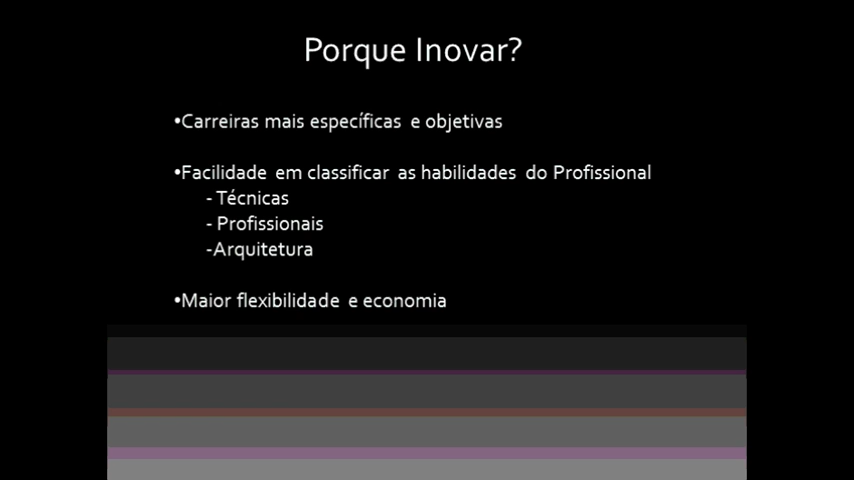 Porque Inovar?
•Carreiras mais específicas e objetivas
•Facilidade em classificar as habilidades do Profissional
- Técnicas
- Profissionais
-Arquitetura
•Maior flexibilidade e economia